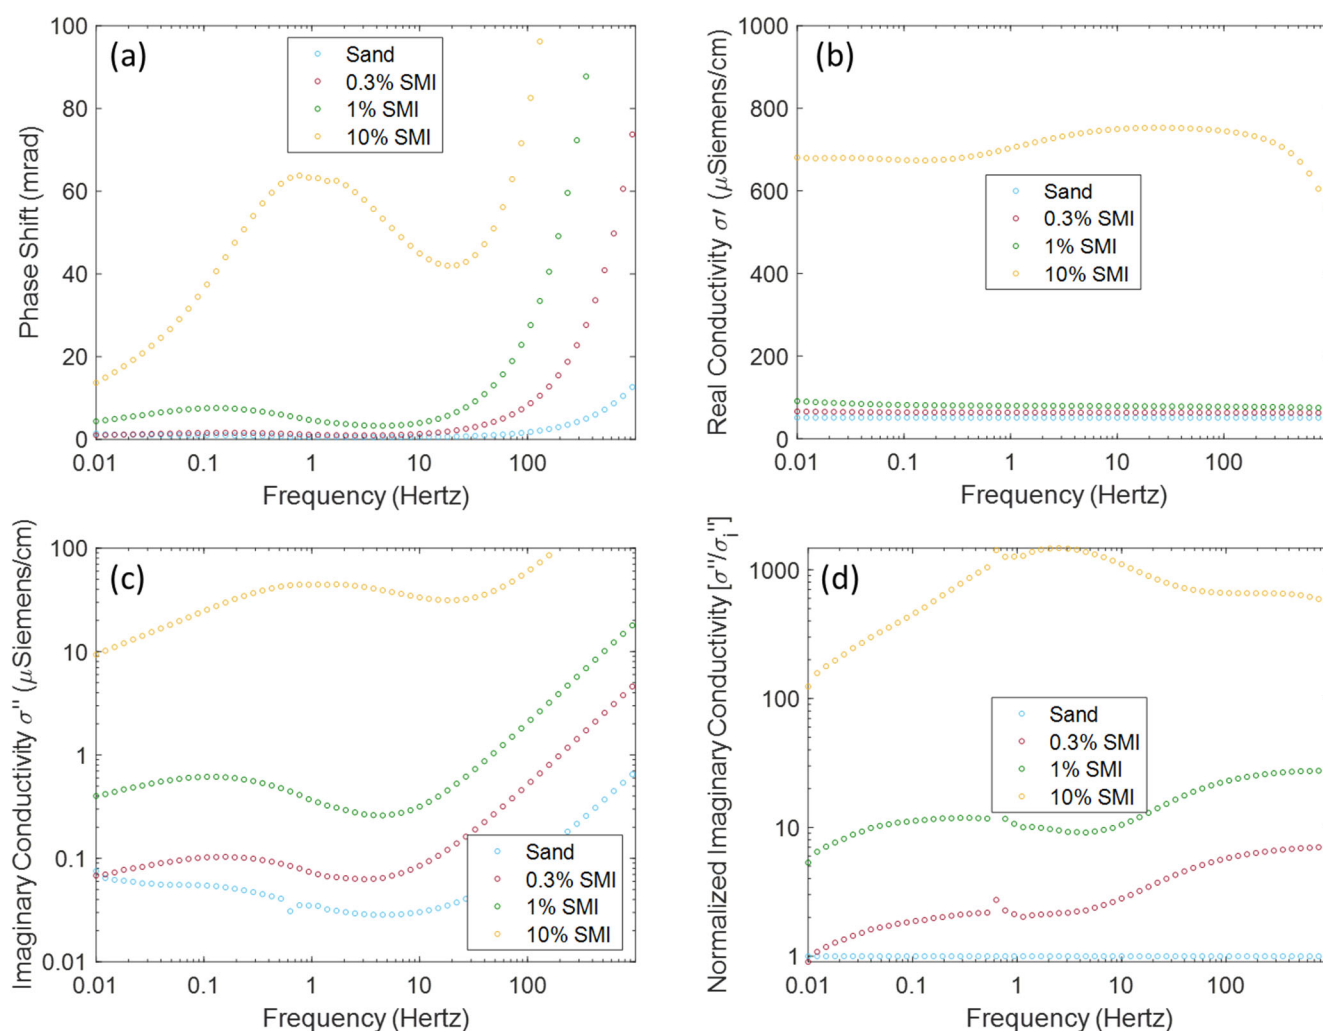 (a)
Phase Shift (mrad)
100
80
60
40
20
0
Sand
0.3% SMI
1% SMI
10% SMI
0.01 0.1 1 10 100
Frequency (Hertz)
(b)
Real Conductivity σ′ (μSiemens/cm)
1000
800
600
400
200
0
Sand
0.3% SMI
1% SMI
10% SMI
0.01 0.1 1 10 100
Frequency (Hertz)
(c)
Imaginary Conductivity σ'' (μSiemens/cm)
100
10
1
0.1
0.01
Sand
0.3% SMI
1% SMI
10% SMI
0.01 0.1 1 10 100
Frequency (Hertz)
(d)
Normalized Imaginary Conductivity [σ''/σi'']
1000
100
10
1
Sand
0.3% SMI
1% SMI
10% SMI
0.01 0.1 1 10 100
Frequency (Hertz)